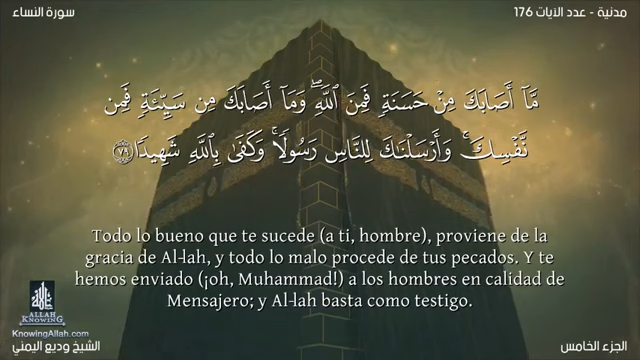 مدنية - عدد الآيات 176
سورة النساء
مَّآ أَصَابَكَ مِنْ حَسَنَةٍ فَمِنَ ٱللَّهِ ۖ وَمَآ أَصَابَكَ مِن سَيِّئَةٍ فَمِن
نَّفْسِكَ ۚ وَأَرْسَلْنَٰكَ لِلنَّاسِ رَسُولًا ۚ وَكَفَىٰ بِٱللَّهِ شَهِيدًا ٧٩
Todo lo bueno que te sucede (a ti, hombre), proviene de la
gracia de Al-lah, y todo lo malo procede de tus pecados. Y te
hemos enviado (¡oh, Muhammad!) a los hombres en calidad de
Mensajero; y Al-lah basta como testigo.
ALLAH
KNOWING
KnowingAllah.com
الجزء الخامس
الشيخ وديع اليمني